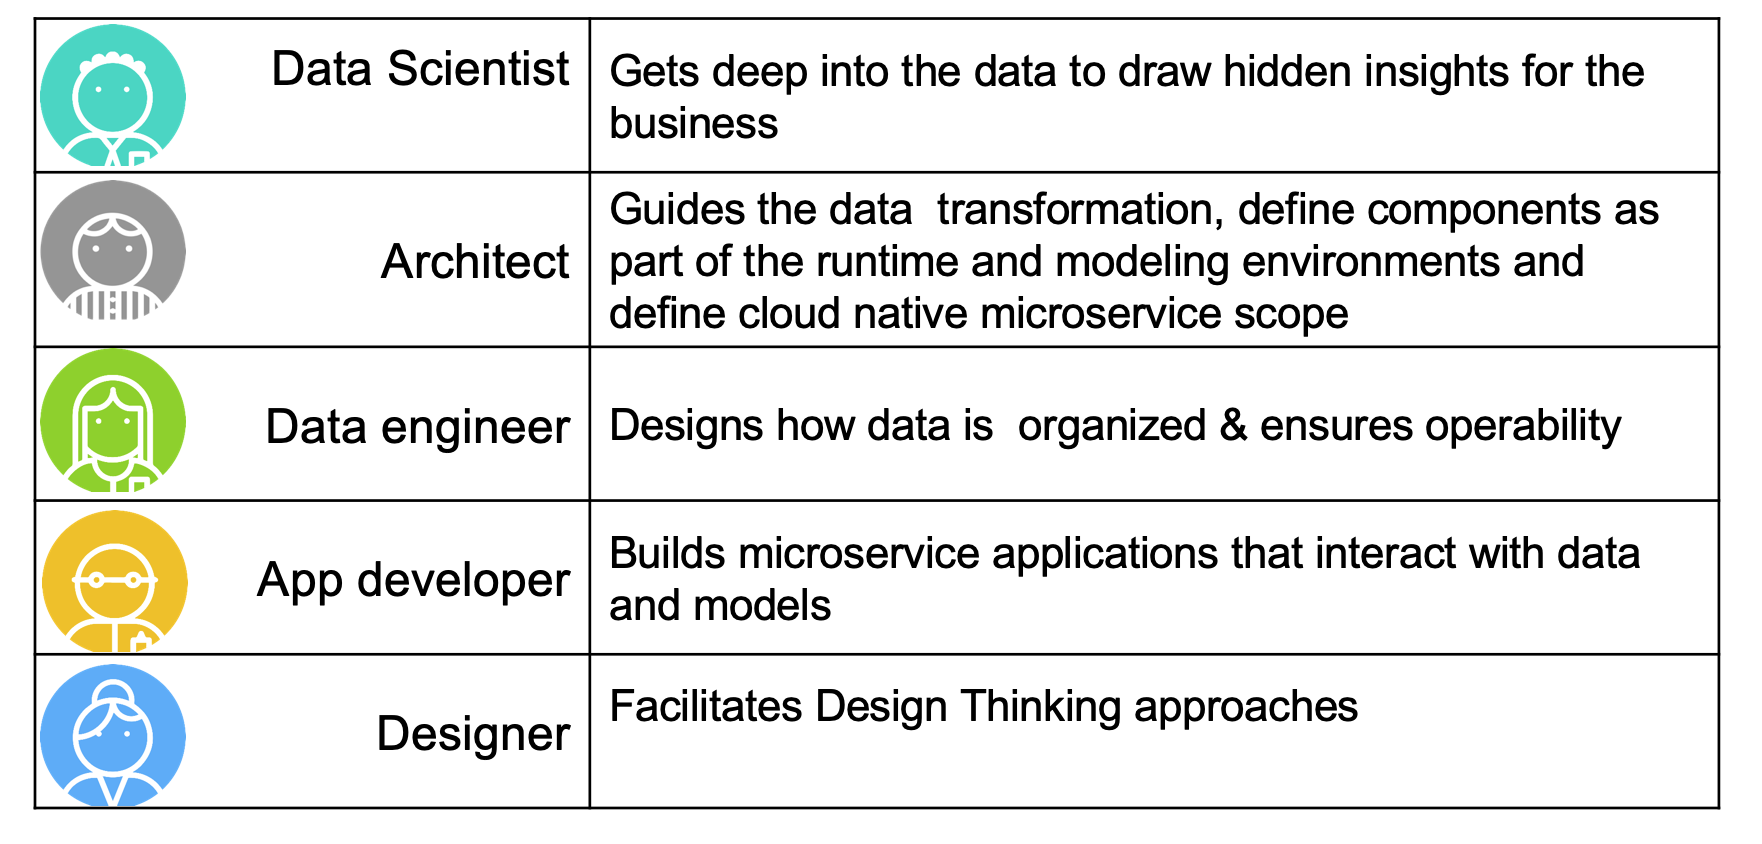 Data Scientist
Gets deep into the data to draw hidden insights for the
business
Architect
Guides the data  transformation, define components as
part of the runtime and modeling environments and
define cloud native microservice scope
Data engineer
Designs how data is  organized & ensures operability
App developer
Builds microservice applications that interact with data
and models
Designer
Facilitates Design Thinking approaches